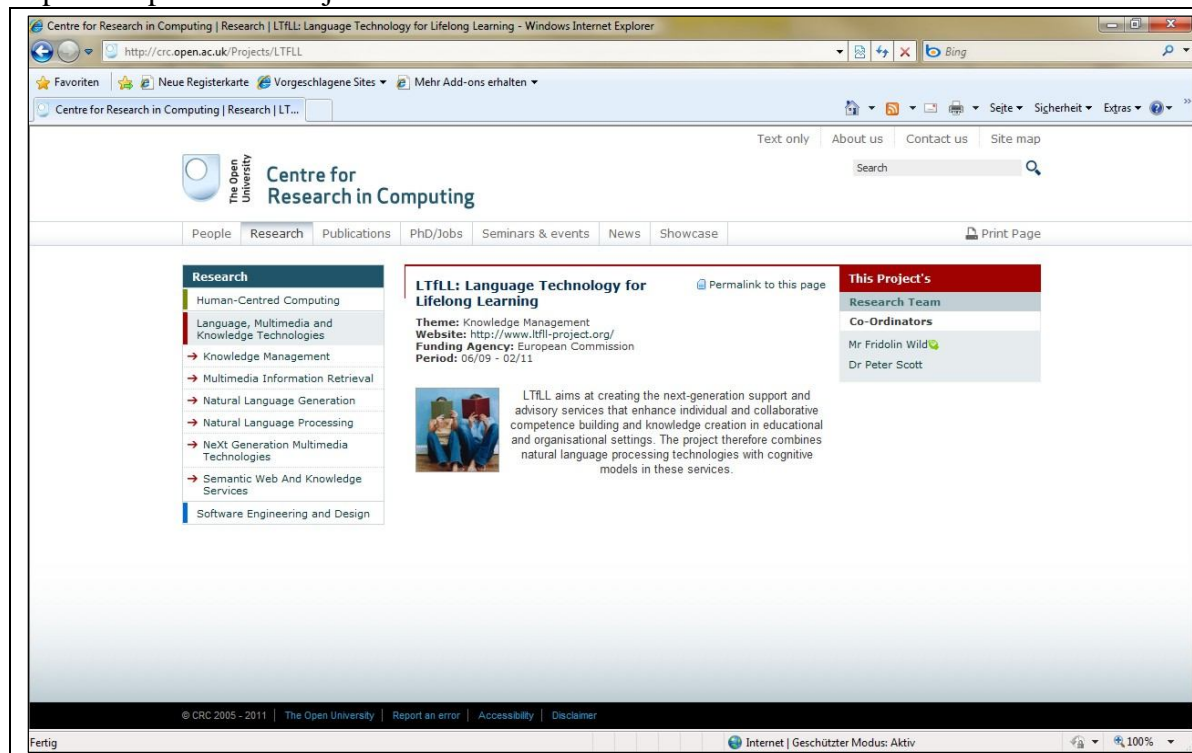 Centre for Research in Computing | Research | LTfLL: Language Technology for Lifelong Learning - Windows Internet Explorer
http://crc.open.ac.uk/Projects/LTFLL
Bing
Favoriten
Neue Registerkarte
Vorgeschlagene Sites
Mehr Add-ons erhalten
Centre for Research in Computing | Research | LT...
Seite
Sicherheit
Extras
Text only
About us
Contact us
Site map
Search
The Open
University
Centre for
Research in Computing
People
Research
Publications
PhD/Jobs
Seminars & events
News
Showcase
Print Page
Research
Human-Centred Computing
Language, Multimedia and
Knowledge Technologies
Knowledge Management
Multimedia Information Retrieval
Natural Language Generation
Natural Language Processing
NeXt Generation Multimedia
Technologies
Semantic Web And Knowledge
Services
Software Engineering and Design
LTfLL: Language Technology for
Lifelong Learning
Permalink to this page
Theme: Knowledge Management
Website: http://www.ltfll-project.org/
Funding Agency: European Commission
Period: 06/09 - 02/11
LTfLL aims at creating the next-generation support and
advisory services that enhance individual and collaborative
competence building and knowledge creation in educational
and organisational settings. The project therefore combines
natural language processing technologies with cognitive
models in these services.
This Project's
Research Team
Co-Ordinators
Mr Fridolin Wild
Dr Peter Scott
© CRC 2005 - 2011 | The Open University | Report an error | Accessibility | Disclaimer
Fertig
Internet | Geschützter Modus: Aktiv
100%